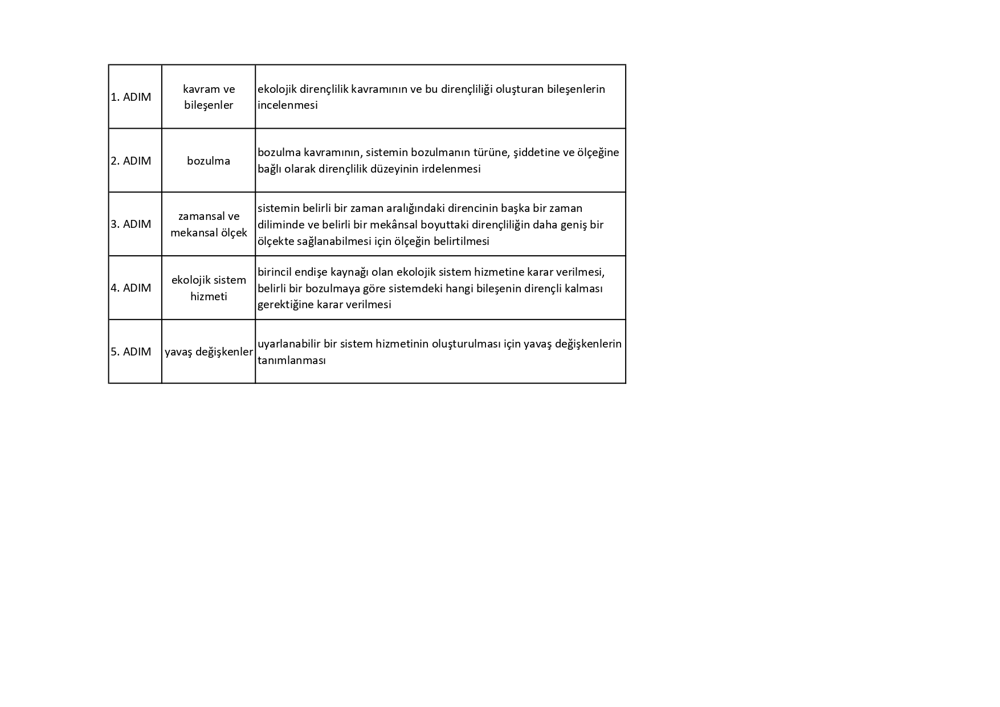 1. ADIM
kavram ve
bileşenler
ekolojik dirençlilik kavramının ve bu dirençliliği oluşturan bileşenlerin
incelenmesi
2. ADIM
bozulma
bozulma kavramının, sistemin bozulmanın türüne, şiddetine ve ölçeğine
bağlı olarak dirençlilik düzeyinin irdelenmesi
3. ADIM
zamansal ve
mekansal ölçek
sistemin belirli bir zaman aralığındaki direncinin başka bir zaman
diliminde ve belirli bir mekânsal boyuttaki dirençliliğin daha geniş bir
ölçekte sağlanabilmesi için ölçeğin belirtilmesi
4. ADIM
ekolojik sistem
hizmeti
birincil endişe kaynağı olan ekolojik sistem hizmetine karar verilmesi,
belirli bir bozulmaya göre sistemdeki hangi bileşenin dirençli kalması
gerektiğine karar verilmesi
5. ADIM
yavaş değişkenler
uyarlanabilir bir sistem hizmetinin oluşturulması için yavaş değişkenlerin
tanımlanması